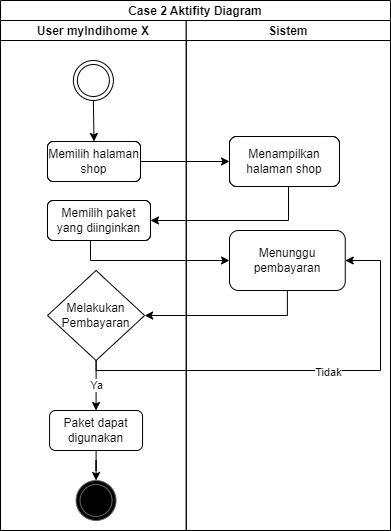 Case 2 Aktifity Diagram
User myIndihome X
Sistem
Memilih halaman
shop
Menampilkan
halaman shop
Memilih paket
yang diinginkan
Menunggu
pembayaran
Melakukan
Pembayaran
Tidak
Ya
Paket dapat
digunakan